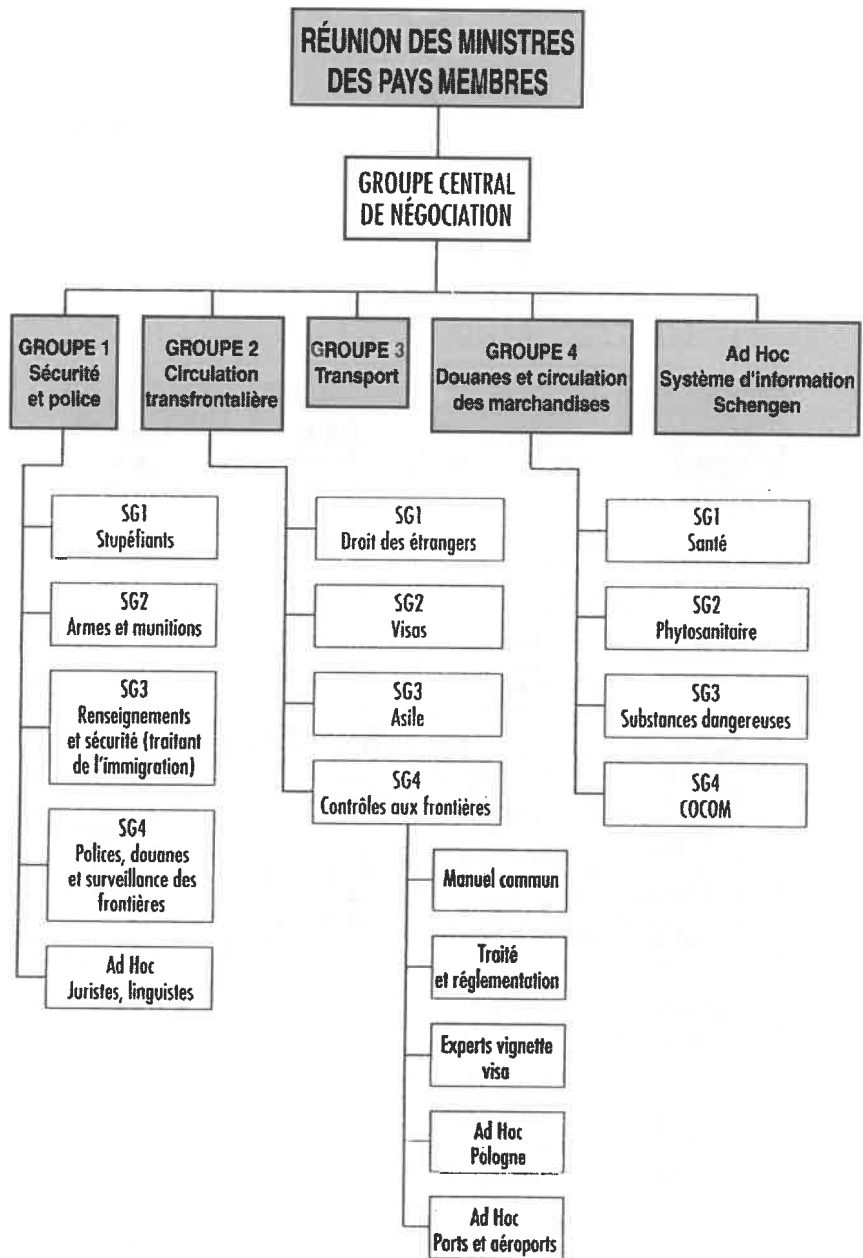 RÉUNION DES MINISTRES
DES PAYS MEMBRES
GROUPE CENTRAL
DE NÉGOCIATION
GROUPE 1
Sécurité
et police
GROUPE 2
Circulation
transfrontalière
GROUPE 3
Transport
GROUPE 4
Douanes et circulation
des marchandises
Ad Hoc
Système d'information
Schengen
SG1
Stupéfiants
SG2
Armes et munitions
SG3
Renseignements
et sécurité (traitant
de l'immigration)
SG4
Polices, douanes
et surveillance des
frontières
Ad Hoc
Juristes, linguistes
SG1
Droit des étrangers
SG2
Visas
SG3
Asile
SG4
Contrôles aux frontières
Manuel commun
Traité
et réglementation
Experts vignette
visa
Ad Hoc
Pologne
Ad Hoc
Ports et aéroports
SG1
Santé
SG2
Phytosanitaire
SG3
Substances dangereuses
SG4
COCOM